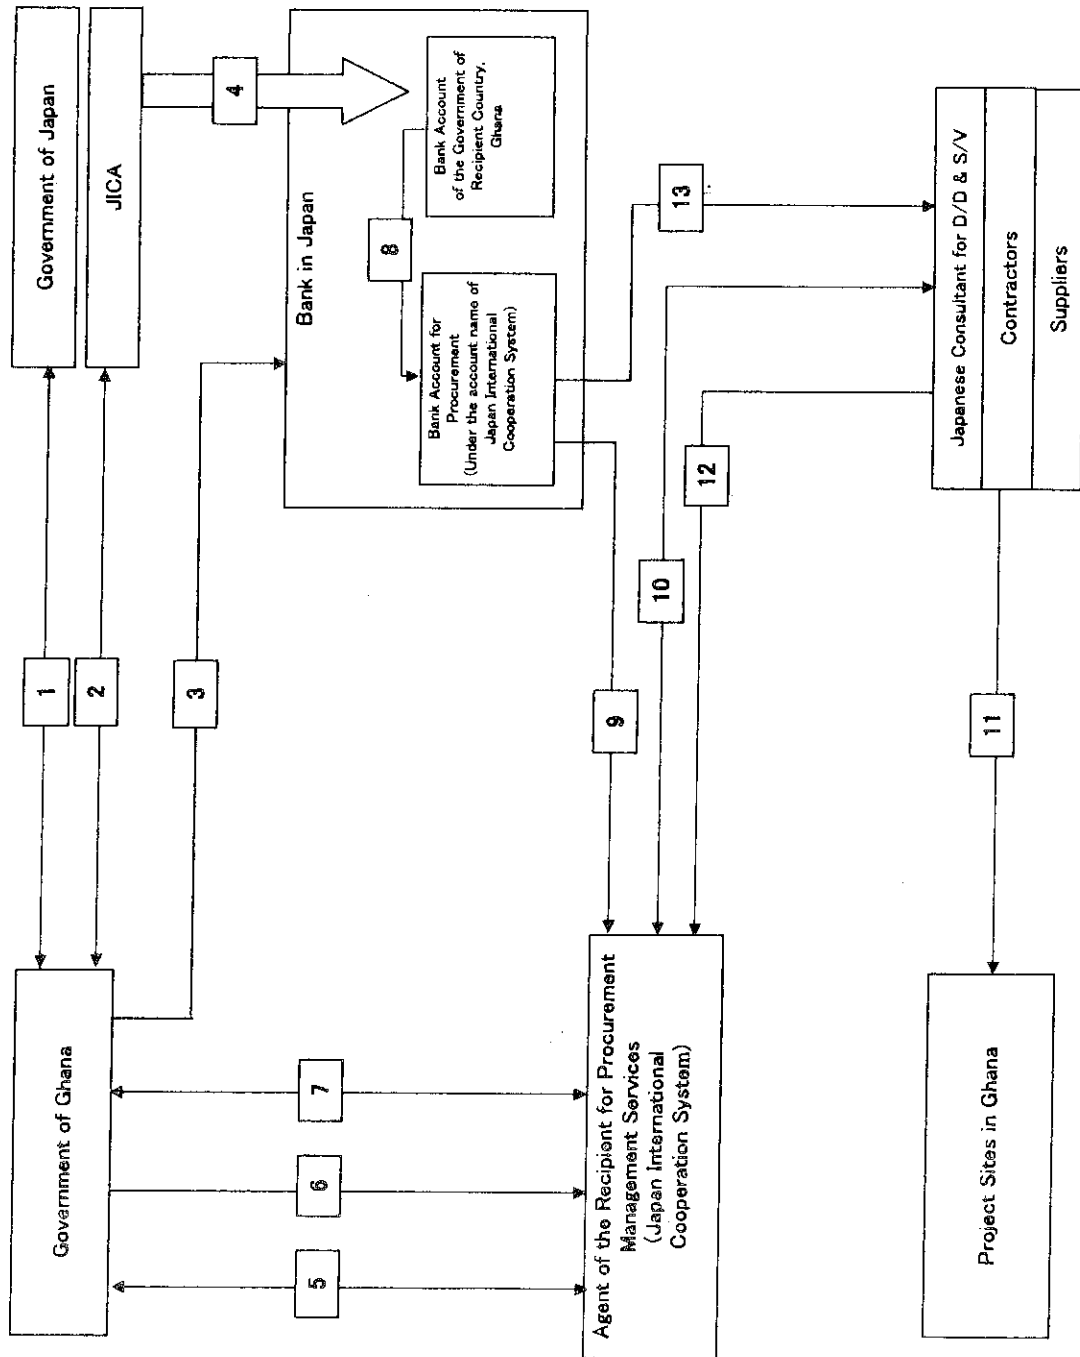 Government of Ghana
1
Government of Japan
2
JICA
3
4
Bank in Japan
5
6
7
8
Bank Account for
Procurement
(Under the account name of
Japan International
Cooperation System)
Bank Account
of the Government of
Recipient Country,
Ghana
9
10
12
13
Agent of the Recipient for Procurement
Management Services
(Japan International
Cooperation System)
Japanese Consultant for D/D & S/V
Contractors
Suppliers
11
Project Sites in Ghana